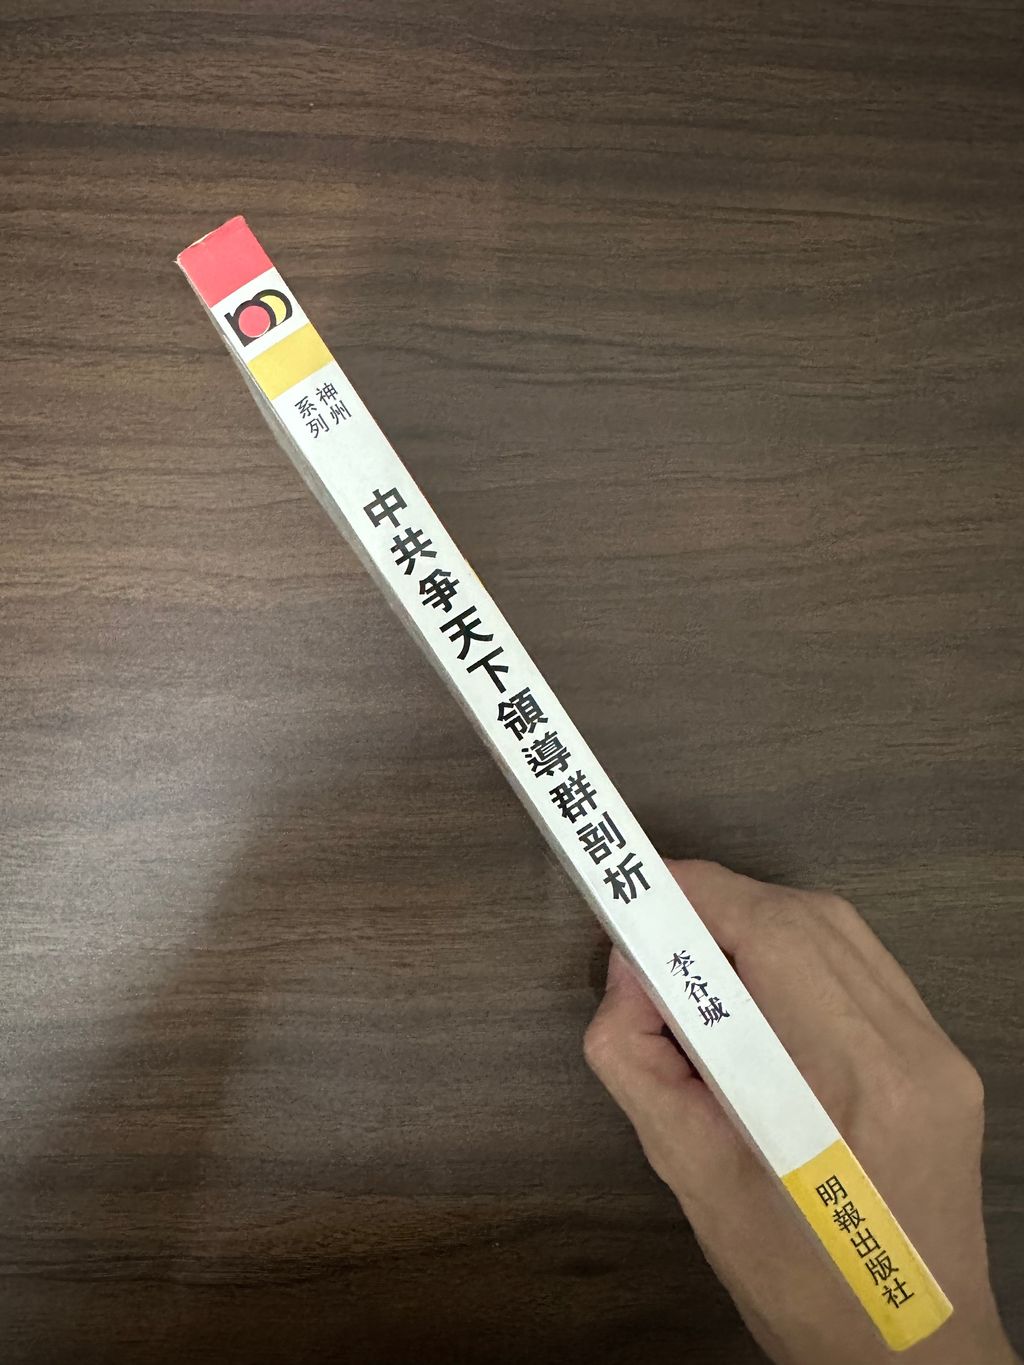 神州
系列
中共爭天下領導群剖析
李谷城
明報出版社